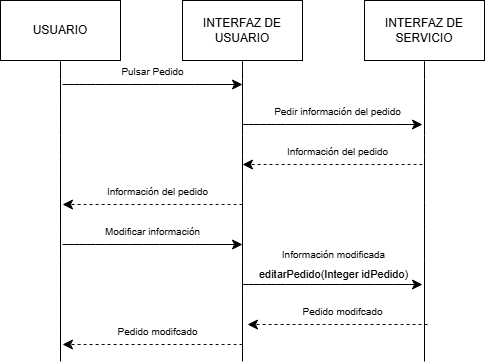 USUARIO
INTERFAZ DE
USUARIO
INTERFAZ DE
SERVICIO
Pulsar Pedido
Pedir información del pedido
Información del pedido
Información del pedido
Modificar información
Información modificada
editarPedido(Integer idPedido)
Pedido modifcado
Pedido modifcado